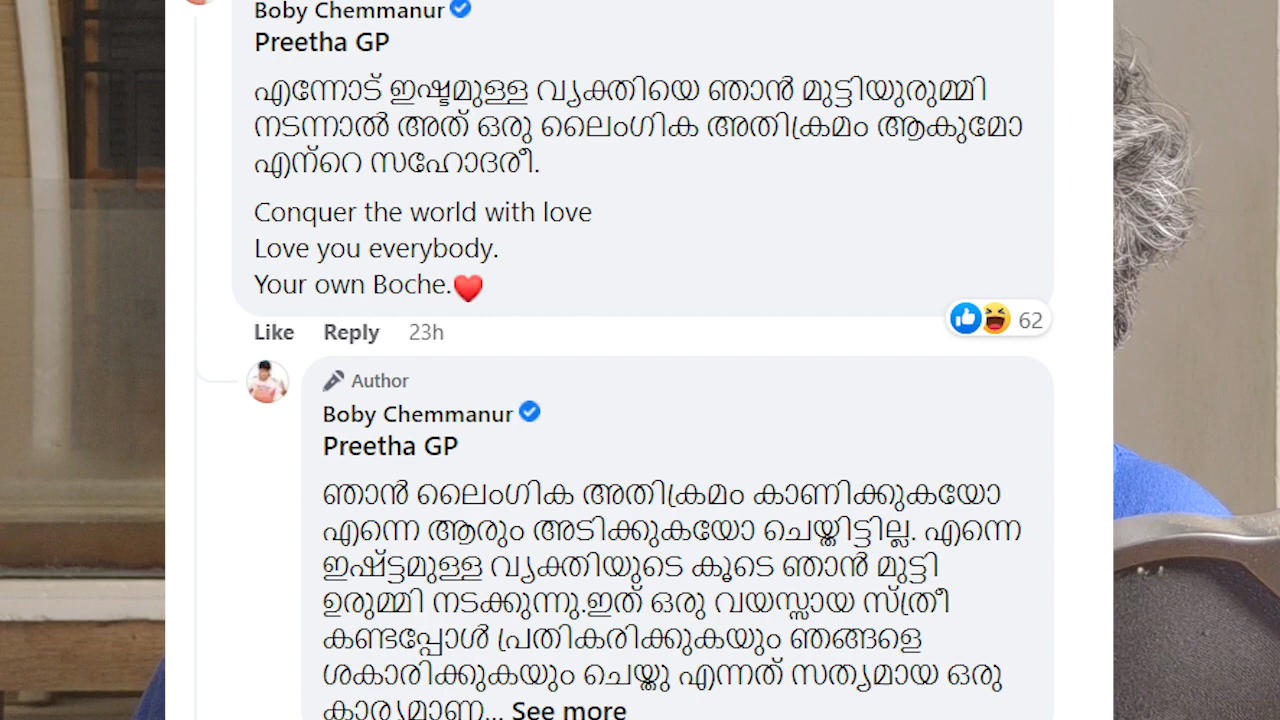 Boby Chemmanur
Preetha GP
എന്നോട് ഇഷ്ടമുള്ള വ്യക്തിയെ ഞാൻ മുട്ടിയുരുമ്മി
നടന്നാൽ അത് ഒരു ലൈംഗിക അതിക്രമം ആകുമോ
എന്റെ സഹോദരീ.
Conquer the world with love
Love you everybody.
Your own Boche.❤️
62
Like Reply 23h
Author
Boby Chemmanur
Preetha GP
ഞാൻ ലൈംഗിക അതിക്രമം കാണിക്കുകയോ
എന്നെ ആരും അടിക്കുകയോ ചെയ്തിട്ടില്ല. എന്നെ
ഇഷ്ട്ടമുള്ള വ്യക്തിയുടെ കൂടെ ഞാൻ മുട്ടി
ഉരുമ്മി നടക്കുന്നു.ഇത് ഒരു വയസ്സായ സ്ത്രീ
കണ്ടപ്പോൾ പ്രതികരിക്കുകയും ഞങ്ങളെ
ശകാരിക്കുകയും ചെയ്തു എന്നത് സത്യമായ ഒരു
കാര്യമാണ... See more